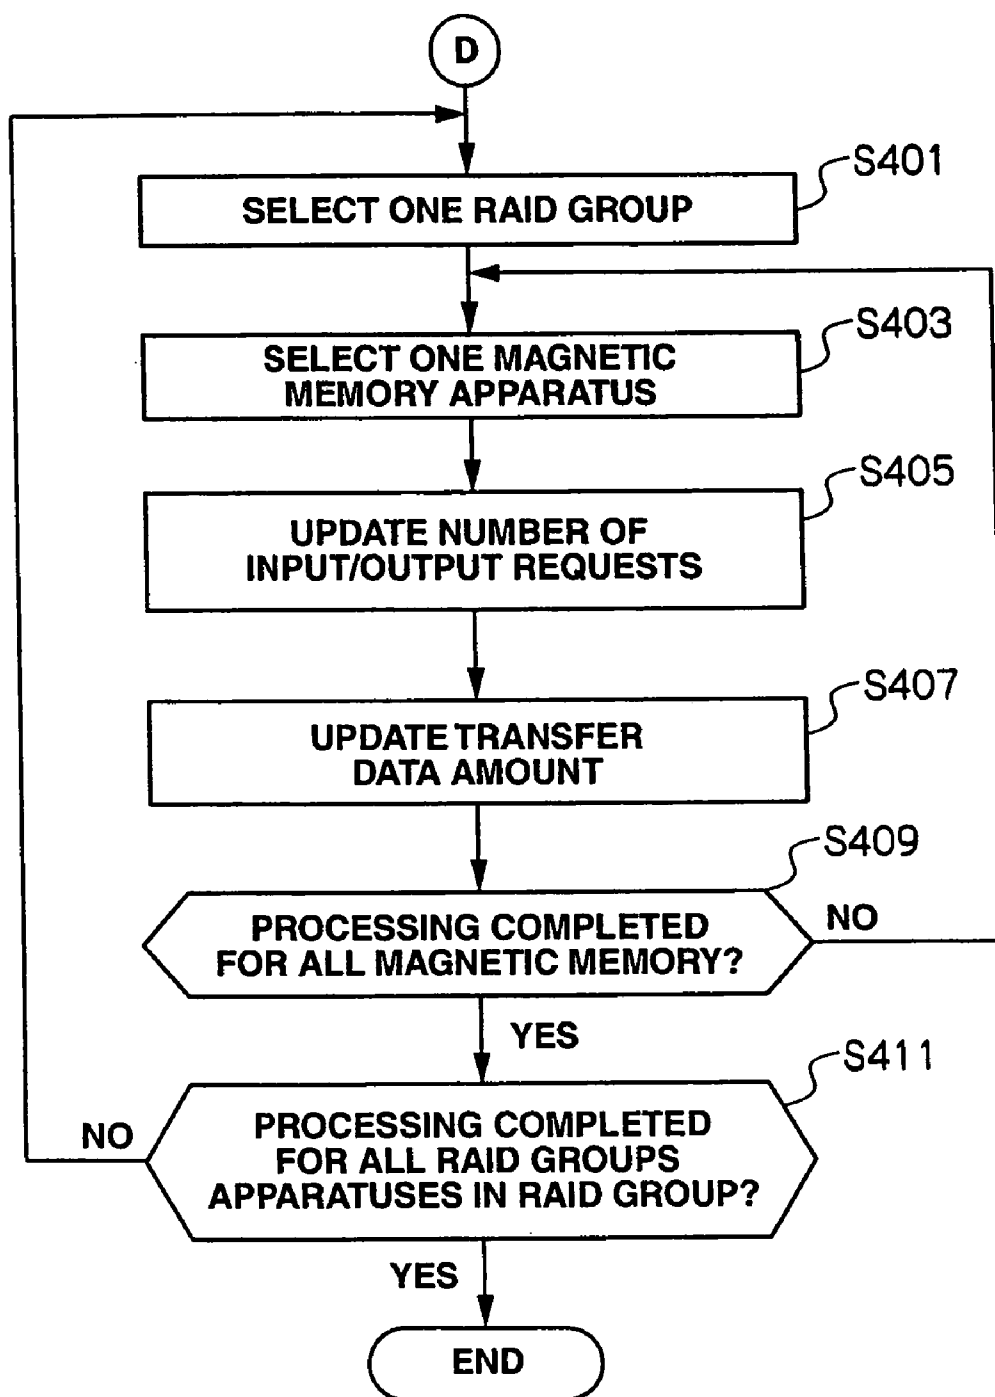 D
S401
SELECT ONE RAID GROUP
S403
SELECT ONE MAGNETIC
MEMORY APPARATUS
S405
UPDATE NUMBER OF
INPUT/OUTPUT REQUESTS
S407
UPDATE TRANSFER
DATA AMOUNT
S409
PROCESSING COMPLETED
FOR ALL MAGNETIC MEMORY?
NO
YES
S411
PROCESSING COMPLETED
FOR ALL RAID GROUPS
APPARATUSES IN RAID GROUP?
NO
YES
END